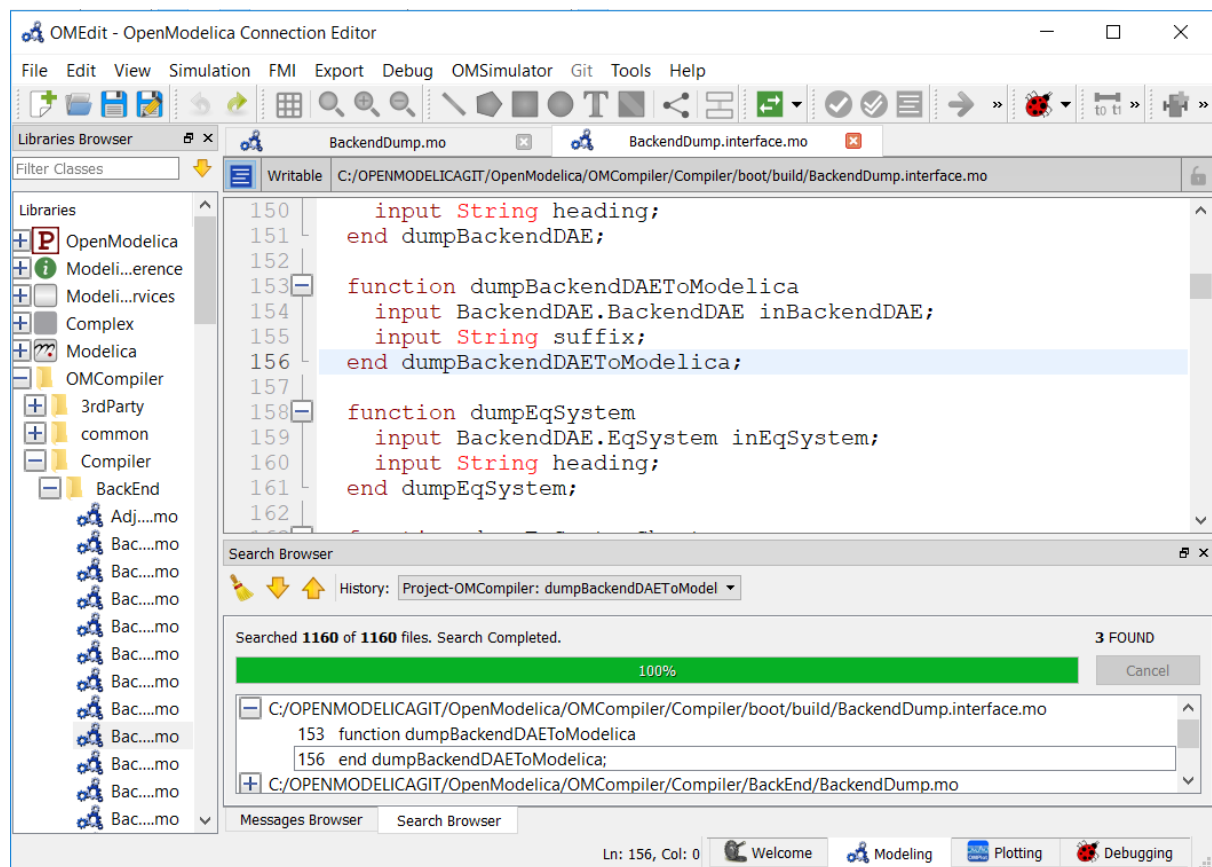 OMEdit - OpenModelica Connection Editor
File Edit View Simulation FMI Export Debug OMSimulator Git Tools Help
T » to t1 » »
Libraries Browser
BackendDump.mo BackendDump.interface.mo
Filter Classes
Writable C:/OPENMODELICAGIT/OpenModelica/OMCompiler/Compiler/boot/build/BackendDump.interface.mo
Libraries
P OpenModelica
i Modeli...erence
Modeli...rvices
Complex
Modelica
OMCompiler
3rdParty
common
Compiler
BackEnd
Adj....mo
Bac....mo
Bac....mo
Bac....mo
Bac....mo
Bac....mo
Bac....mo
Bac....mo
Bac....mo
Bac....mo
Bac....mo
Bac....mo
150 input String heading;
151 end dumpBackendDAE;
152
153 function dumpBackendDAEToModelica
154 input BackendDAE.BackendDAE inBackendDAE;
155 input String suffix;
156 end dumpBackendDAEToModelica;
157
158 function dumpEqSystem
159 input BackendDAE.EqSystem inEqSystem;
160 input String heading;
161 end dumpEqSystem;
162
Search Browser
History: Project-OMCompiler: dumpBackendDAEToModel
Searched 1160 of 1160 files. Search Completed. 3 FOUND
100% Cancel
C:/OPENMODELICAGIT/OpenModelica/OMCompiler/Compiler/boot/build/BackendDump.interface.mo
153 function dumpBackendDAEToModelica
156 end dumpBackendDAEToModelica;
C:/OPENMODELICAGIT/OpenModelica/OMCompiler/Compiler/BackEnd/BackendDump.mo
Messages Browser Search Browser
Ln: 156, Col: 0 Welcome Modeling Plotting Debugging